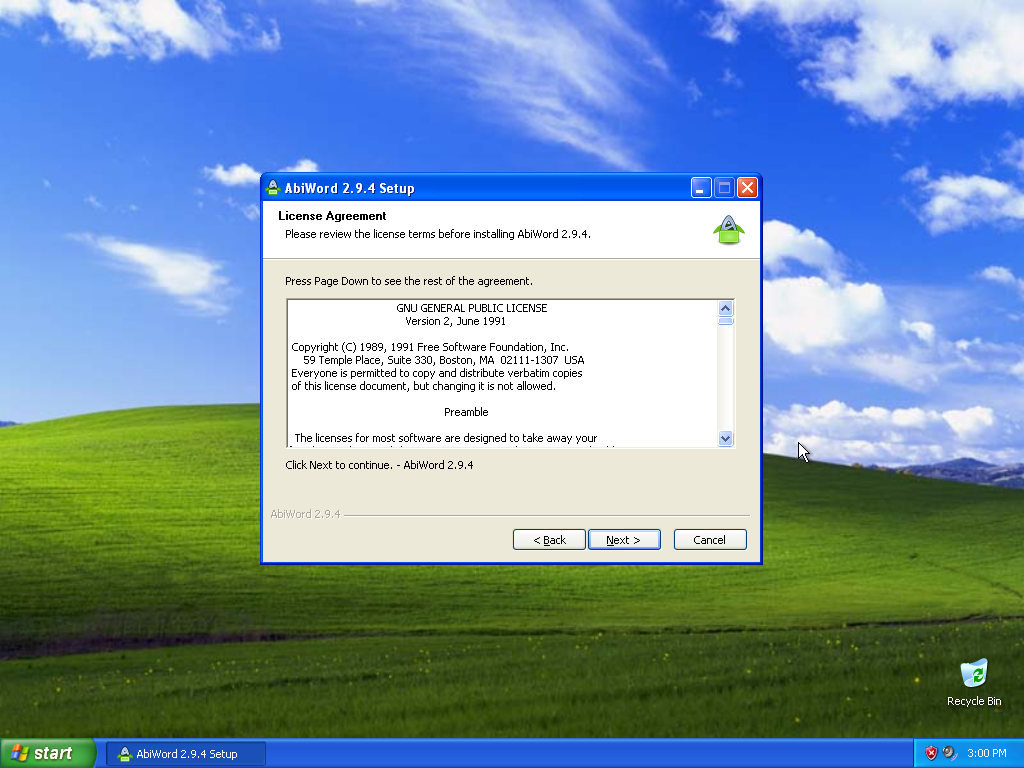 AbiWord 2.9.4 Setup
License Agreement
Please review the license terms before installing AbiWord 2.9.4.
Press Page Down to see the rest of the agreement.
GNU GENERAL PUBLIC LICENSE
Version 2, June 1991
Copyright (C) 1989, 1991 Free Software Foundation, Inc.
59 Temple Place, Suite 330, Boston, MA 02111-1307 USA
Everyone is permitted to copy and distribute verbatim copies
of this license document, but changing it is not allowed.
Preamble
The licenses for most software are designed to take away your
Click Next to continue. - AbiWord 2.9.4
AbiWord 2.9.4
< Back
Next >
Cancel
Recycle Bin
start
AbiWord 2.9.4 Setup
3:00 PM